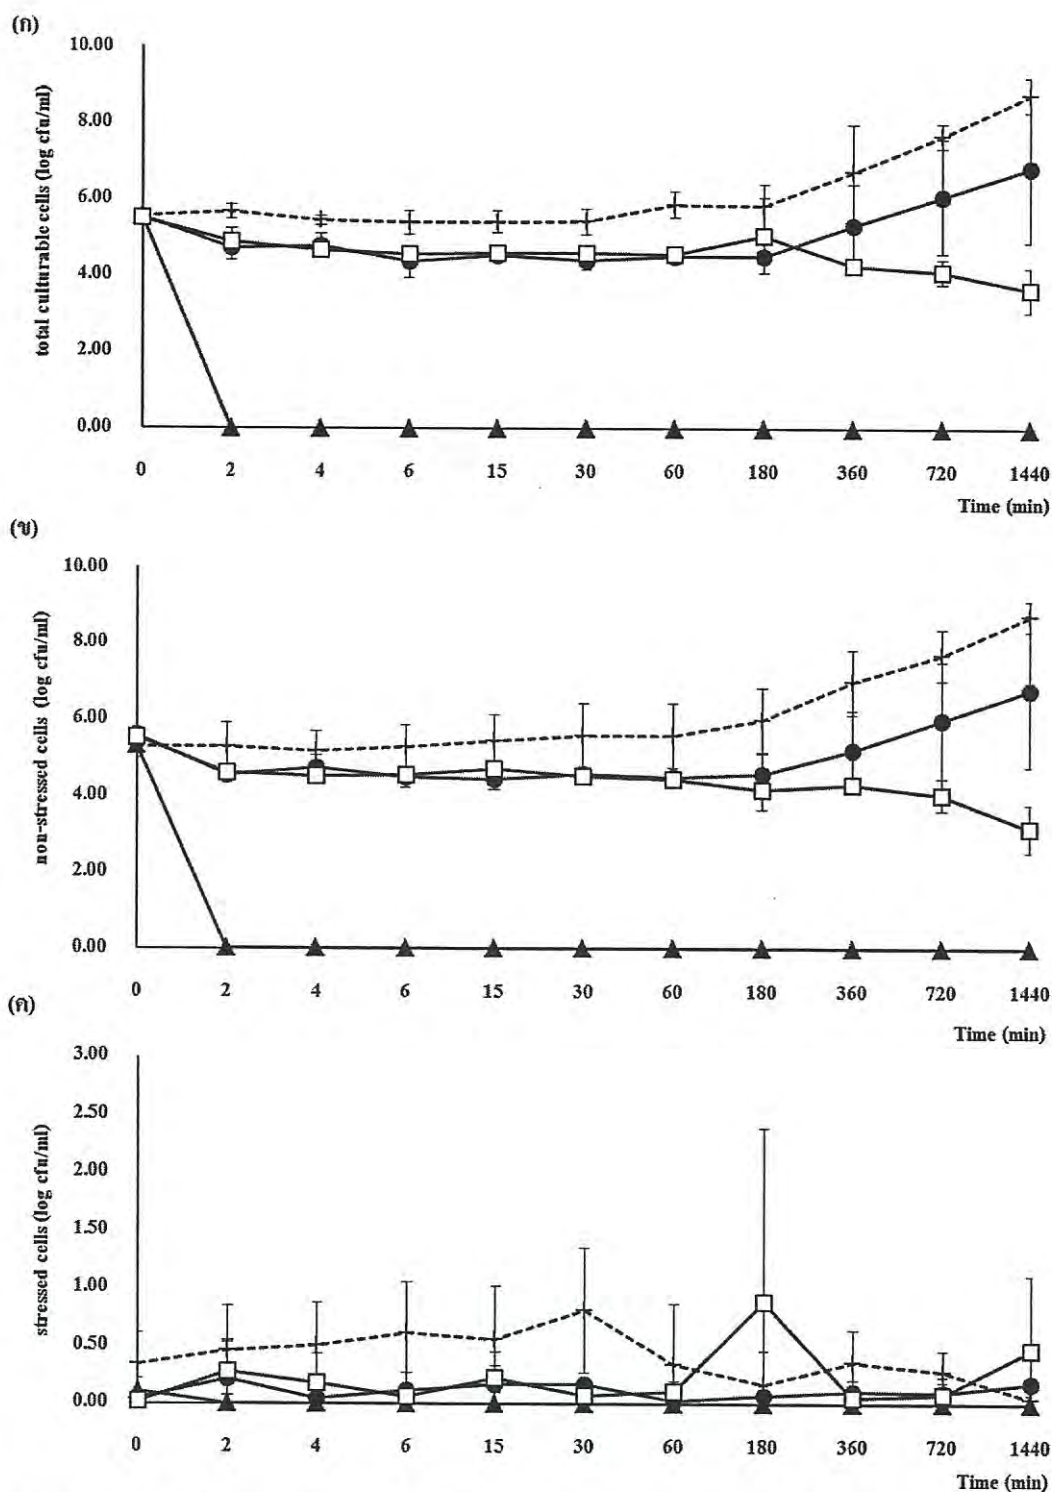 (ก)
10.00
8.00
6.00
4.00
2.00
0.00
total culturable cells (log cfu/ml)
0 2 4 6 15 30 60 180 360 720 1440
Time (min)
(ข)
10.00
8.00
6.00
4.00
2.00
0.00
non-stressed cells (log cfu/ml)
0 2 4 6 15 30 60 180 360 720 1440
Time (min)
(ค)
3.00
2.50
2.00
1.50
1.00
0.50
0.00
stressed cells (log cfu/ml)
0 2 4 6 15 30 60 180 360 720 1440
Time (min)